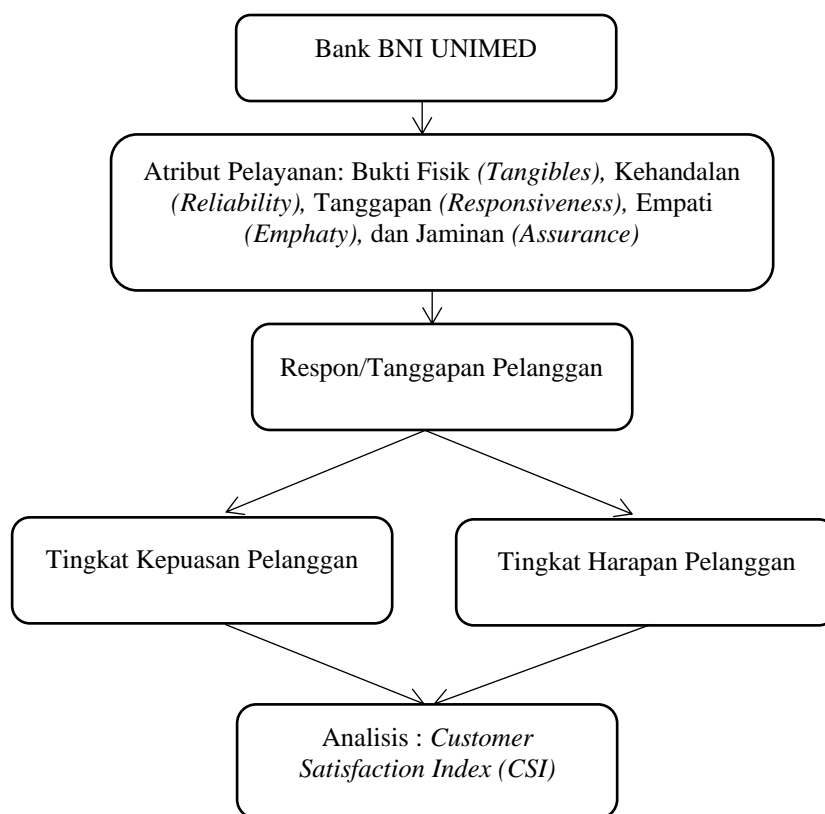 Bank BNI UNIMED
Atribut Pelayanan: Bukti Fisik (Tangibles), Kehandalan
(Reliability), Tanggapan (Responsiveness), Empati
(Emphaty), dan Jaminan (Assurance)
Respon/Tanggapan Pelanggan
Tingkat Kepuasan Pelanggan
Tingkat Harapan Pelanggan
Analisis : Customer
Satisfaction Index (CSI)